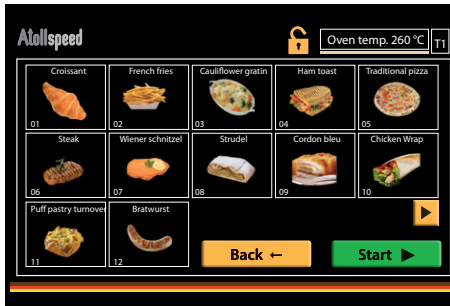 Atollspeed
Oven temp. 260 °C
T1
Croissant
01
French fries
02
Cauliflower gratin
03
Ham toast
04
Traditional pizza
05
Steak
06
Wiener schnitzel
07
Strudel
08
Cordon bleu
09
Chicken Wrap
10
Puff pastry turnover
11
Bratwurst
12
Back ←
Start ▶